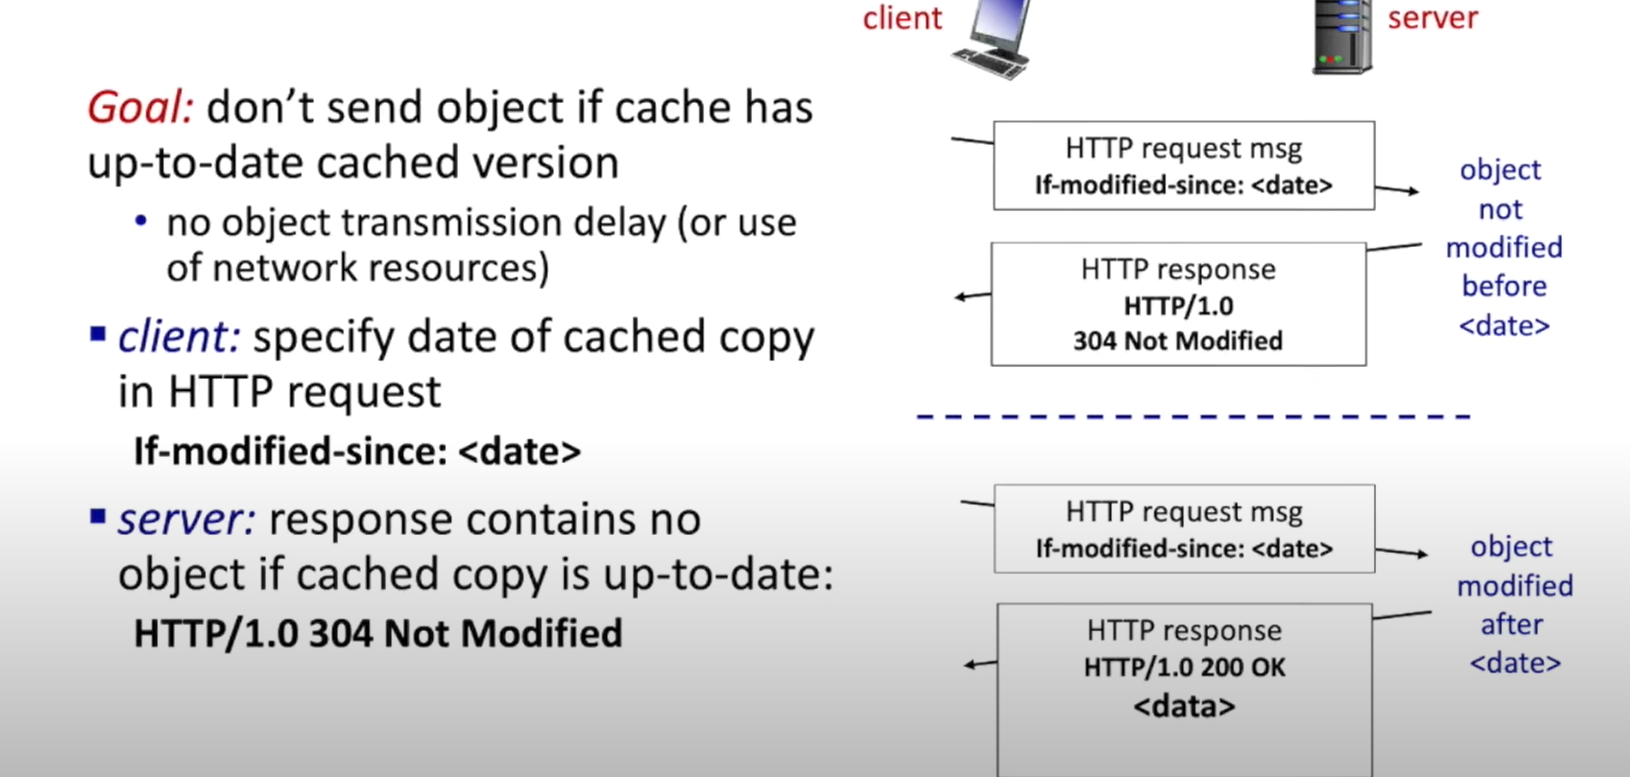 client
server
Goal: don't send object if cache has
up-to-date cached version
• no object transmission delay (or use
of network resources)
▪ client: specify date of cached copy
in HTTP request
If-modified-since: <date>
▪ server: response contains no
object if cached copy is up-to-date:
HTTP/1.0 304 Not Modified
HTTP request msg
If-modified-since: <date>
object
not
modified
before
<date>
HTTP response
HTTP/1.0
304 Not Modified
HTTP request msg
If-modified-since: <date>
object
modified
after
<date>
HTTP response
HTTP/1.0 200 OK
<data>